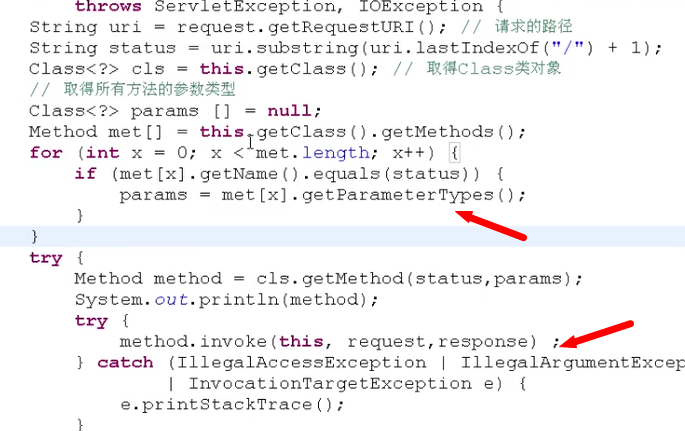 throws ServletException, IOException {
String uri = request.getRequestURI(); // 请求的路径
String status = uri.substring(uri.lastIndexOf("/") + 1);
Class<?> cls = this.getClass(); // 取得Class类对象
// 取得所有方法的参数类型
Class<?> params [] = null;
Method met[] = this.getClass().getMethods();
for (int x = 0; x < met.length; x++) {
if (met[x].getName().equals(status)) {
params = met[x].getParameterTypes();
}
}
try {
Method method = cls.getMethod(status,params);
System.out.println(method);
try {
method.invoke(this, request,response) ;
} catch (IllegalAccessException | IllegalArgumentExcep
| InvocationTargetException e) {
e.printStackTrace();
}